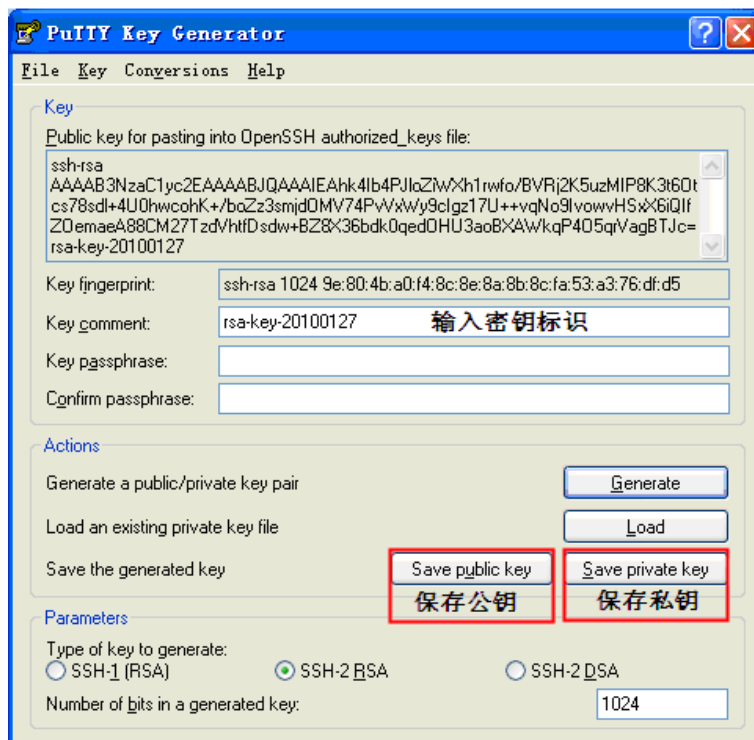 PuTTY Key Generator
File Key Conversions Help
Key
Public key for pasting into OpenSSH authorized_keys file:
ssh-rsa
AAAAB3NzaC1yc2EAAAABJQAAAIEAhk4Ib4PJIoZiWXh1rwfo/BVRj2K5uzMIP8K3t6Ot
cs78sdI+4U0hwcohK+/boZz3smjdOMV74PvVxWy9cIgz17U++vqNo9IvowvHSxX6iQIf
ZOemaeA88CM27TzdVhtfDsdw+BZ8X36bdk0qedOHU3aoBXAWkqP4O5qrVagBTJc=
rsa-key-20100127
Key fingerprint: ssh-rsa 1024 9e:80:4b:a0:f4:8c:8e:8a:8b:8c:fa:53:a3:76:df:d5
Key comment: rsa-key-20100127 输入密钥标识
Key passphrase:
Confirm passphrase:
Actions
Generate a public/private key pair Generate
Load an existing private key file Load
Save the generated key Save public key Save private key
保存公钥 保存私钥
Parameters
Type of key to generate:
SSH-1 (RSA) SSH-2 RSA SSH-2 DSA
Number of bits in a generated key: 1024